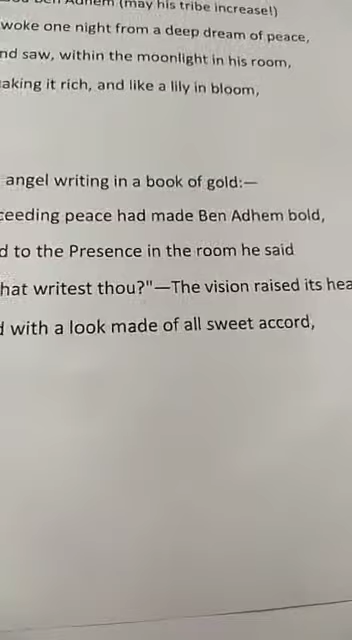 Ben Adhem (may his tribe increase!)
woke one night from a deep dream of peace,
nd saw, within the moonlight in his room,
aking it rich, and like a lily in bloom,
angel writing in a book of gold:—
ceeding peace had made Ben Adhem bold,
d to the Presence in the room he said
hat writest thou?"—The vision raised its hea
d with a look made of all sweet accord,